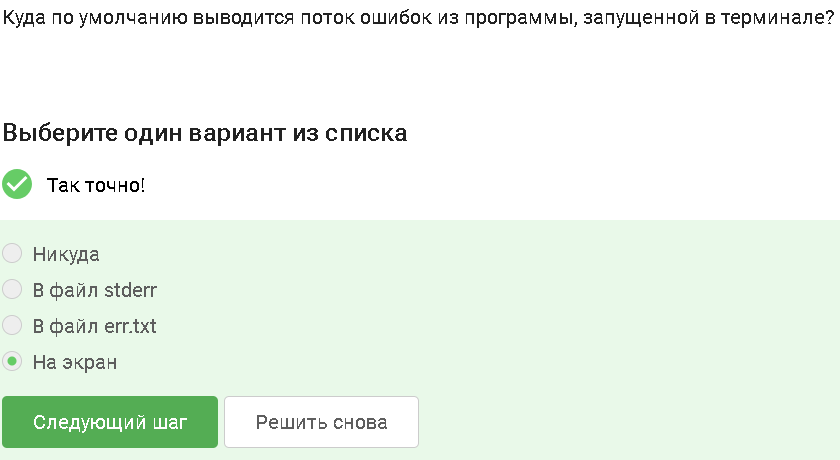 Куда по умолчанию выводится поток ошибок из программы, запущенной в терминале?
Выберите один вариант из списка
Так точно!
Никуда
В файл stderr
В файл err.txt
На экран
Следующий шаг
Решить снова